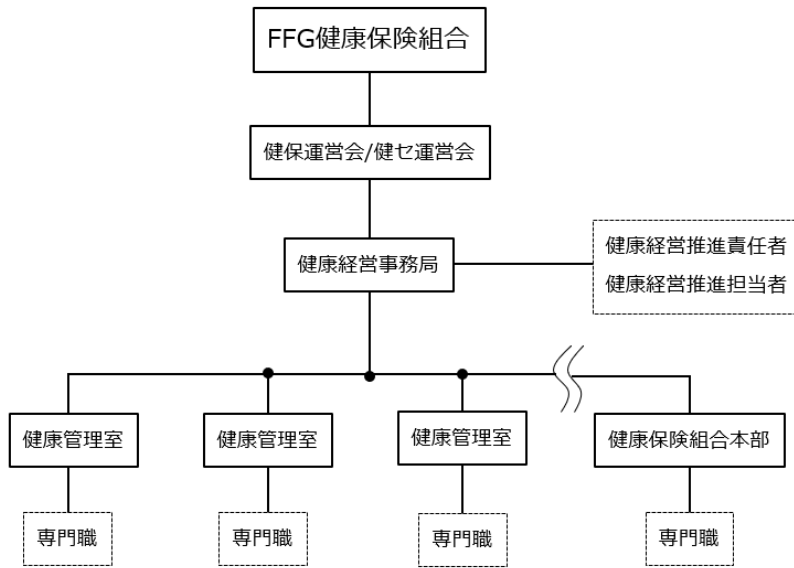 FFG健康保険組合
健保運営会/健セ運営会
健康経営事務局
健康経営推進責任者
健康経営推進担当者
健康管理室
健康管理室
健康管理室
健康保険組合本部
専門職
専門職
専門職
専門職